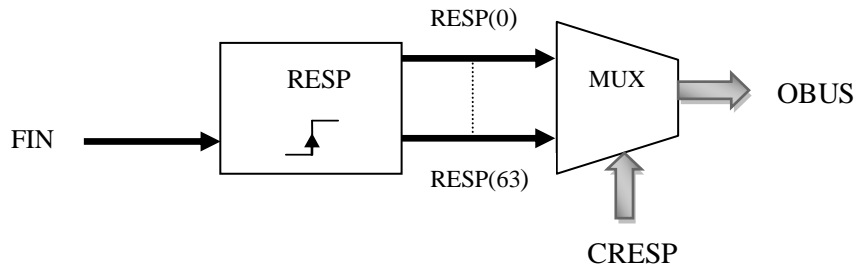 RESP(0)
RESP
MUX
OBUS
FIN
RESP(63)
CRESP